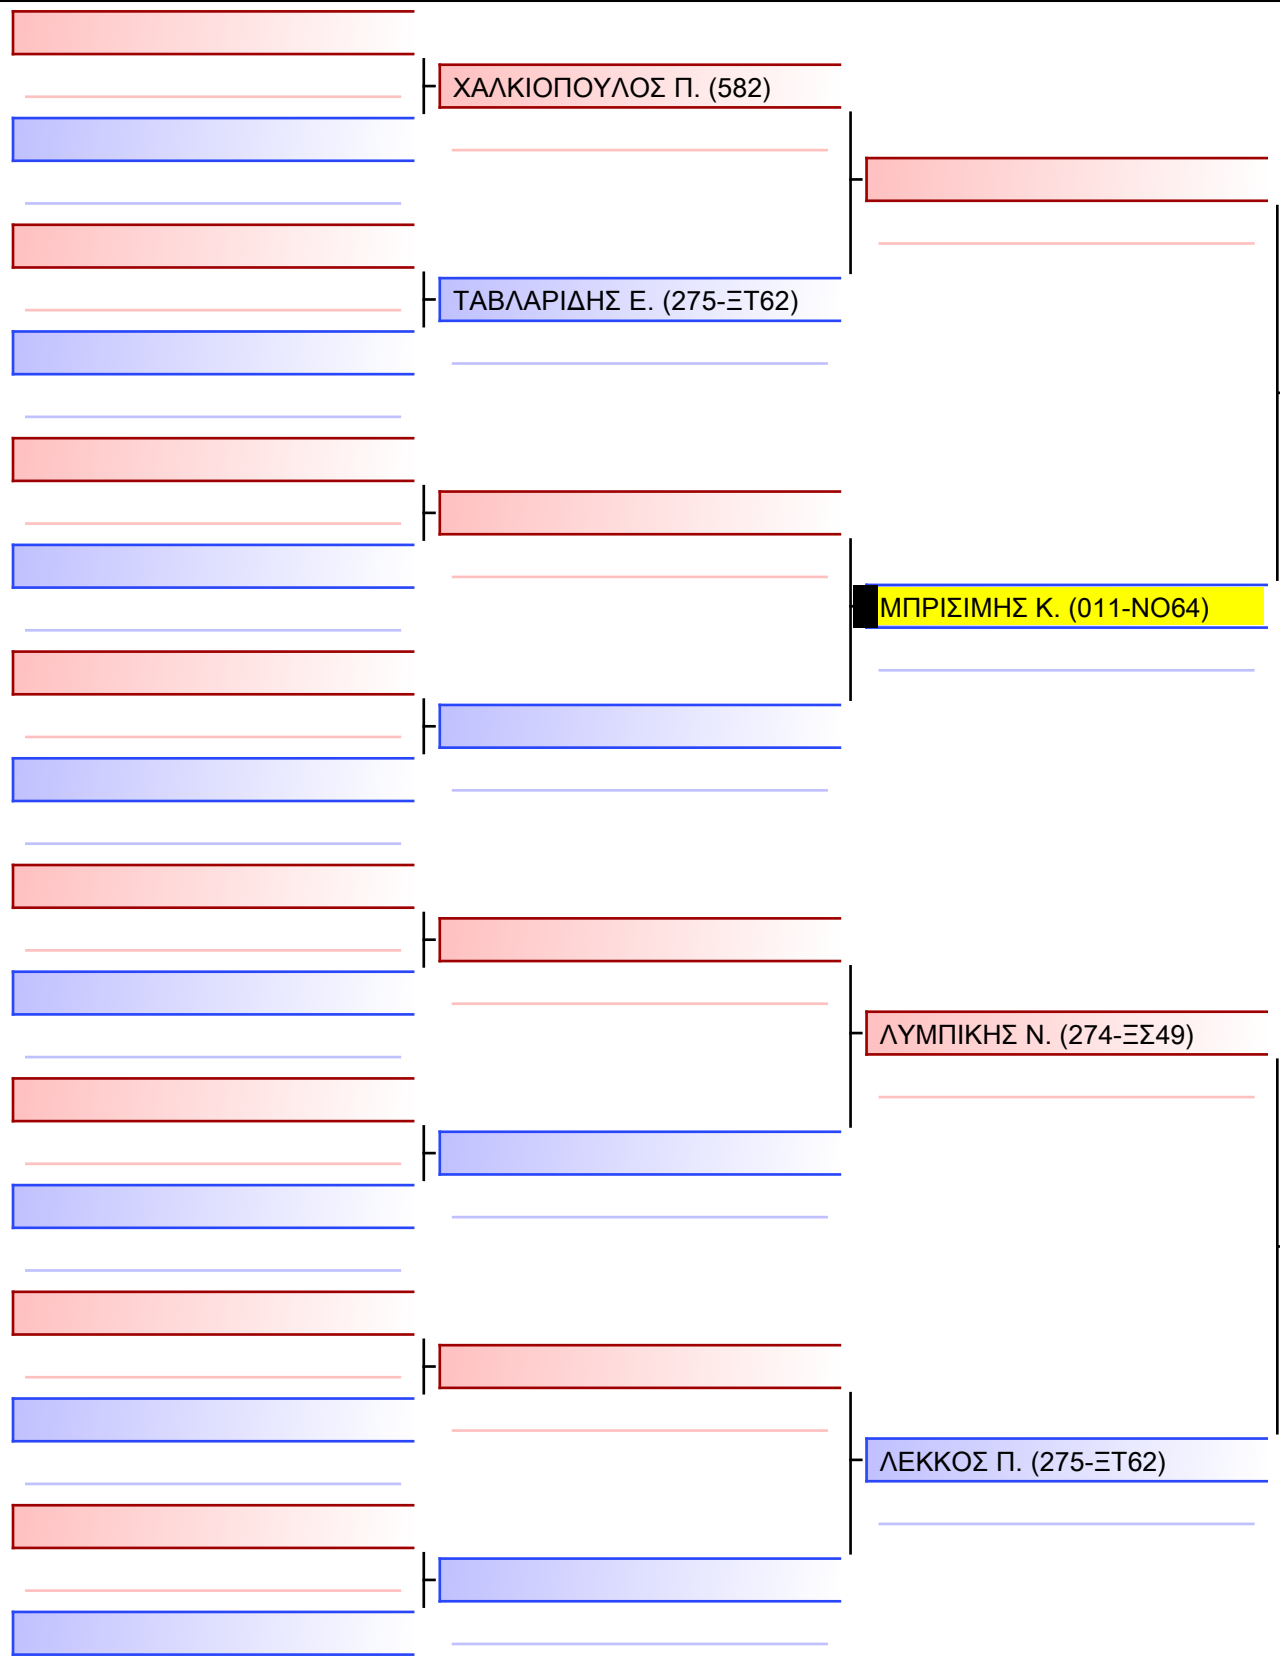 ΧΑΛΚΙΟΠΟΥΛΟΣ Π. (582)
ΤΑΒΛΑΡΙΔΗΣ Ε. (275-ΞΤ62)
ΜΠΡΙΣΙΜΗΣ Κ. (011-ΝΟ64)
ΛΥΜΠΙΚΗΣ Ν. (274-ΞΣ49)
ΛΕΚΚΟΣ Π. (275-ΞΤ62)